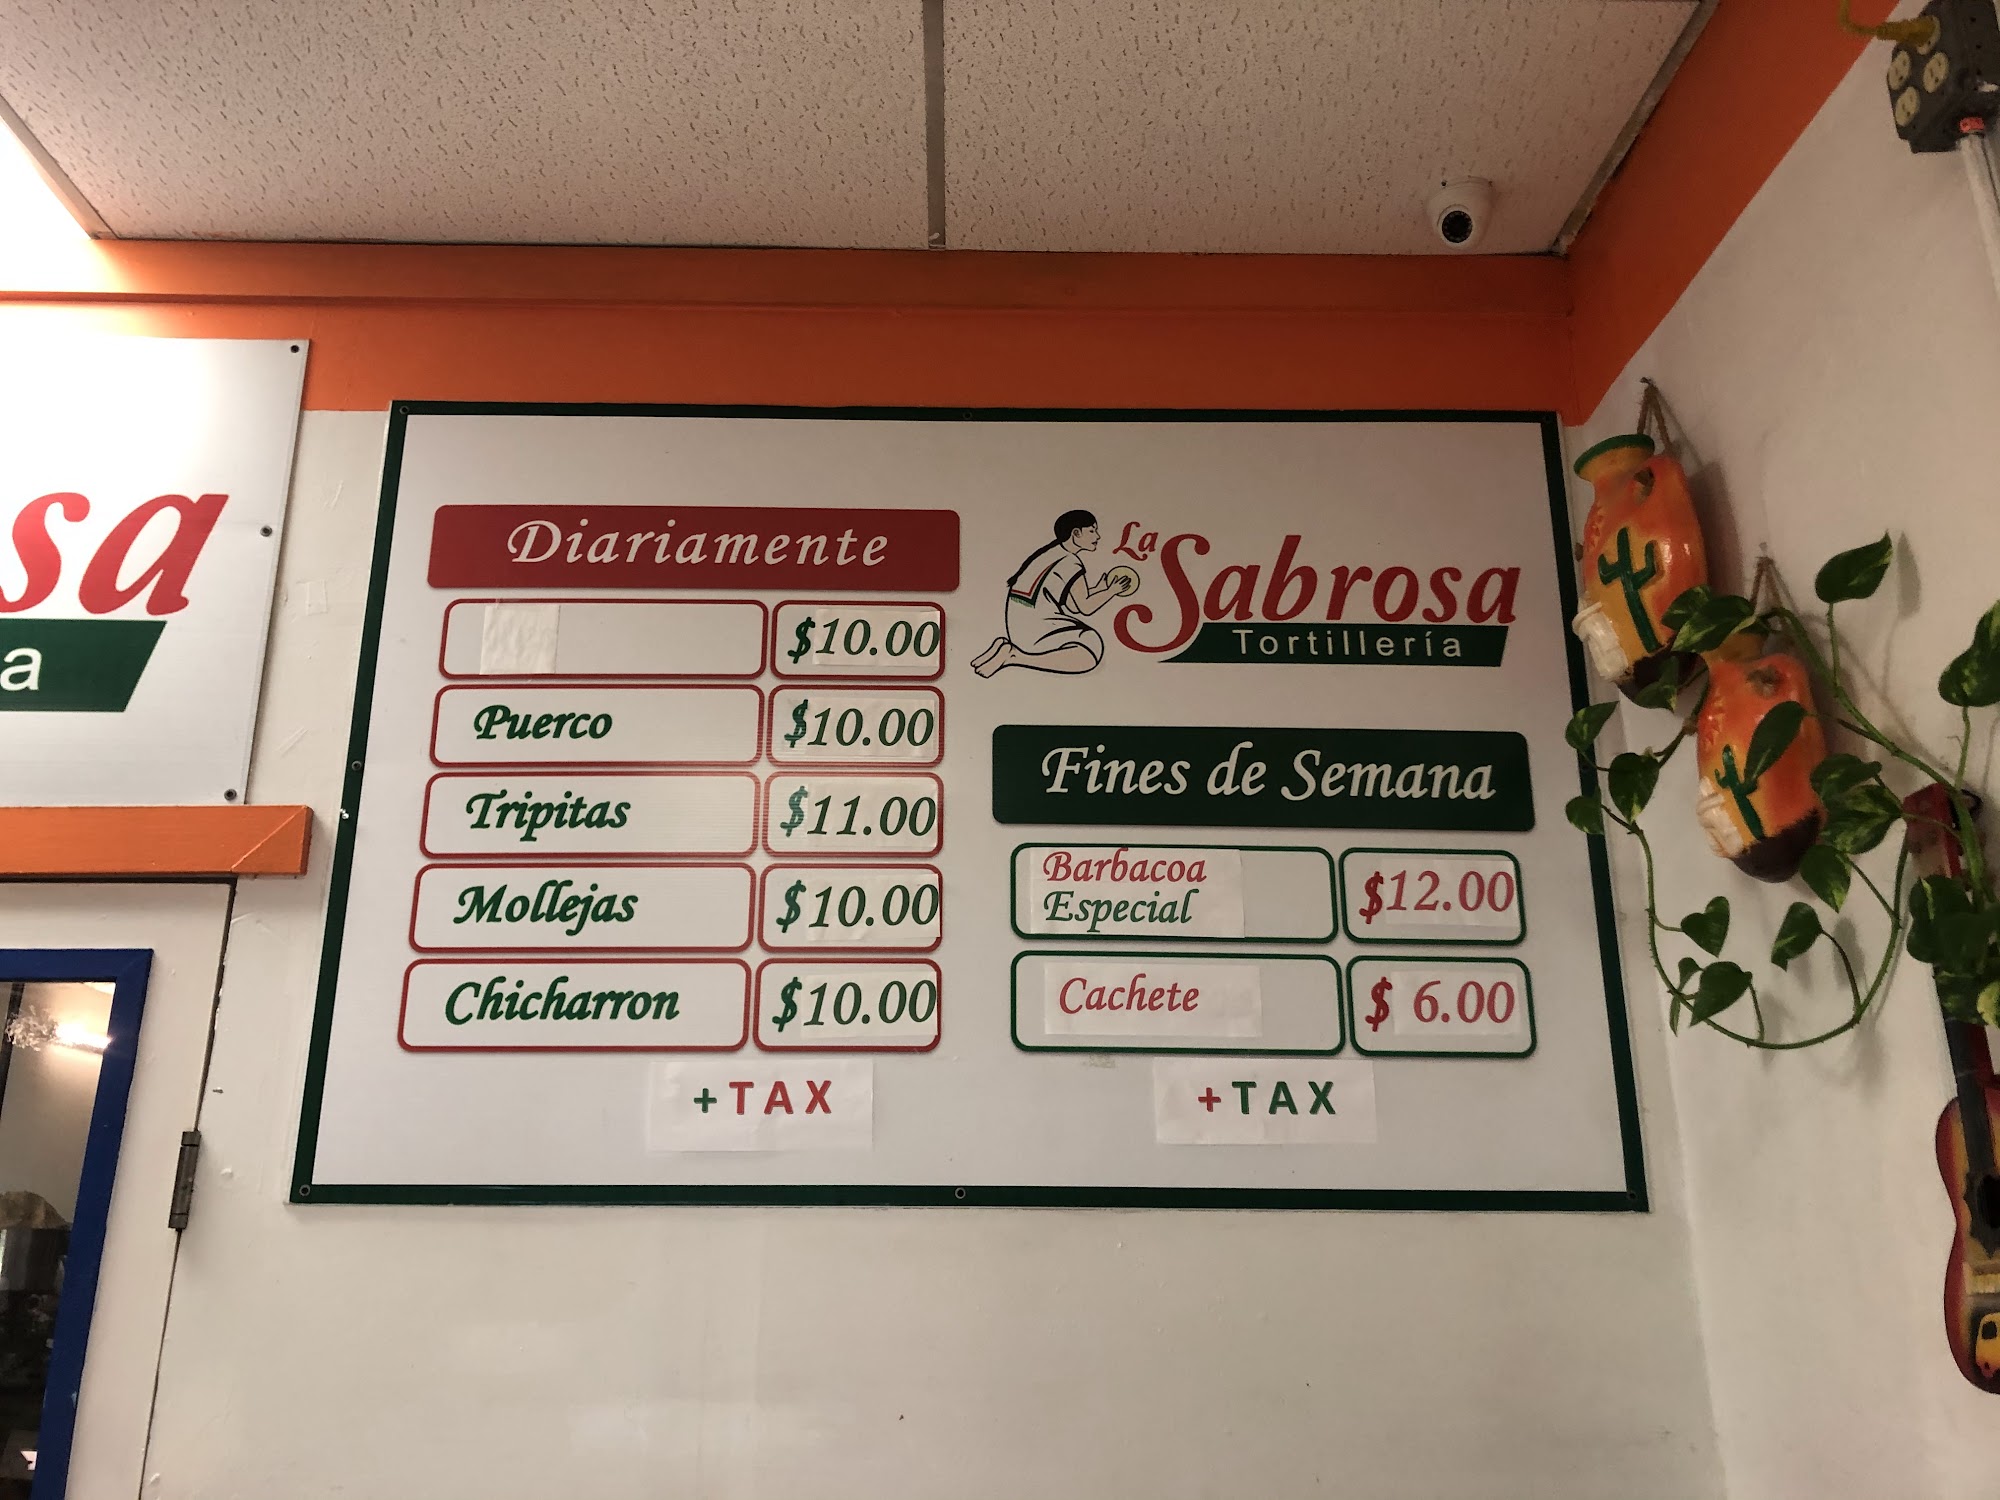 sa
a
Diariamente
$10.00
Puerco $10.00
Tripitas $11.00
Mollejas $10.00
Chicharron $10.00
+TAX
La
Sabrosa
Tortillería
Fines de Semana
Barbacoa
Especial $12.00
Cachete $ 6.00
+TAX